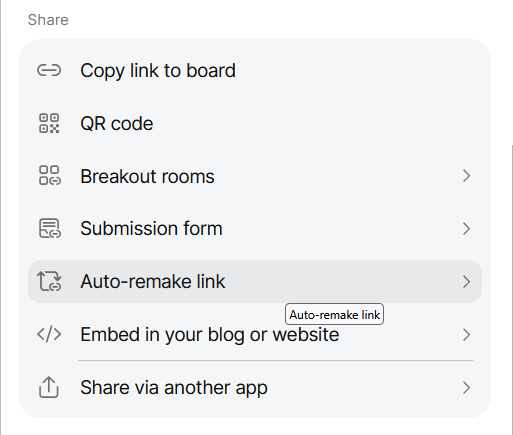 Share
Copy link to board
QR code
Breakout rooms
Submission form
Auto-remake link
Auto-remake link
Embed in your blog or website
Share via another app